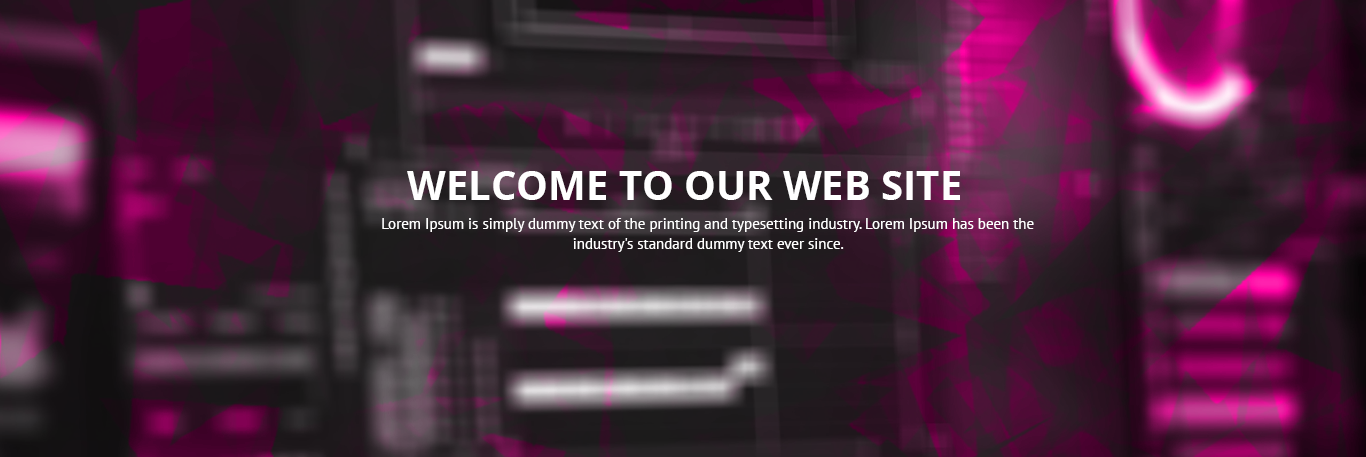 WELCOME TO OUR WEB SITE
Lorem Ipsum is simply dummy text of the printing and typesetting industry. Lorem Ipsum has been the
industry's standard dummy text ever since.